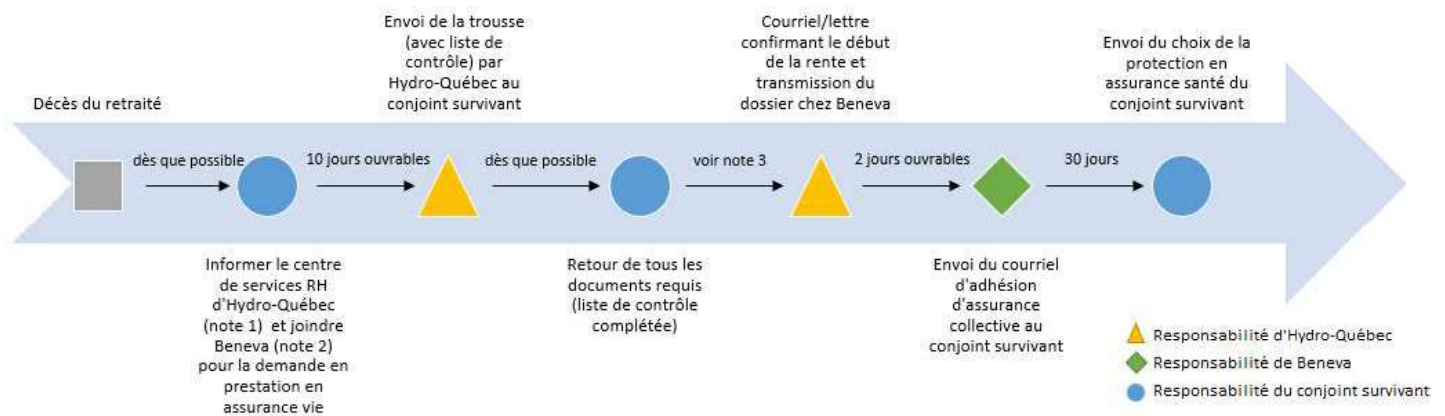 Décès du retraité
Envoi de la trousse
(avec liste de
contrôle) par
Hydro-Québec au
conjoint survivant
Courriel/lettre
confirmant le début
de la rente et
transmission du
dossier chez Beneva
Envoi du choix de la
protection en
assurance santé du
conjoint survivant
dès que possible
10 jours ouvrables
dès que possible
voir note 3
2 jours ouvrables
30 jours
Informer le centre
de services RH
d'Hydro-Québec
(note 1) et joindre
Beneva (note 2)
pour la demande en
prestation en
assurance vie
Retour de tous les
documents requis
(liste de contrôle
complétée)
Envoi du courriel
d'adhésion
d'assurance
collective au
conjoint survivant
Responsabilité d'Hydro-Québec
Responsabilité de Beneva
Responsabilité du conjoint survivant